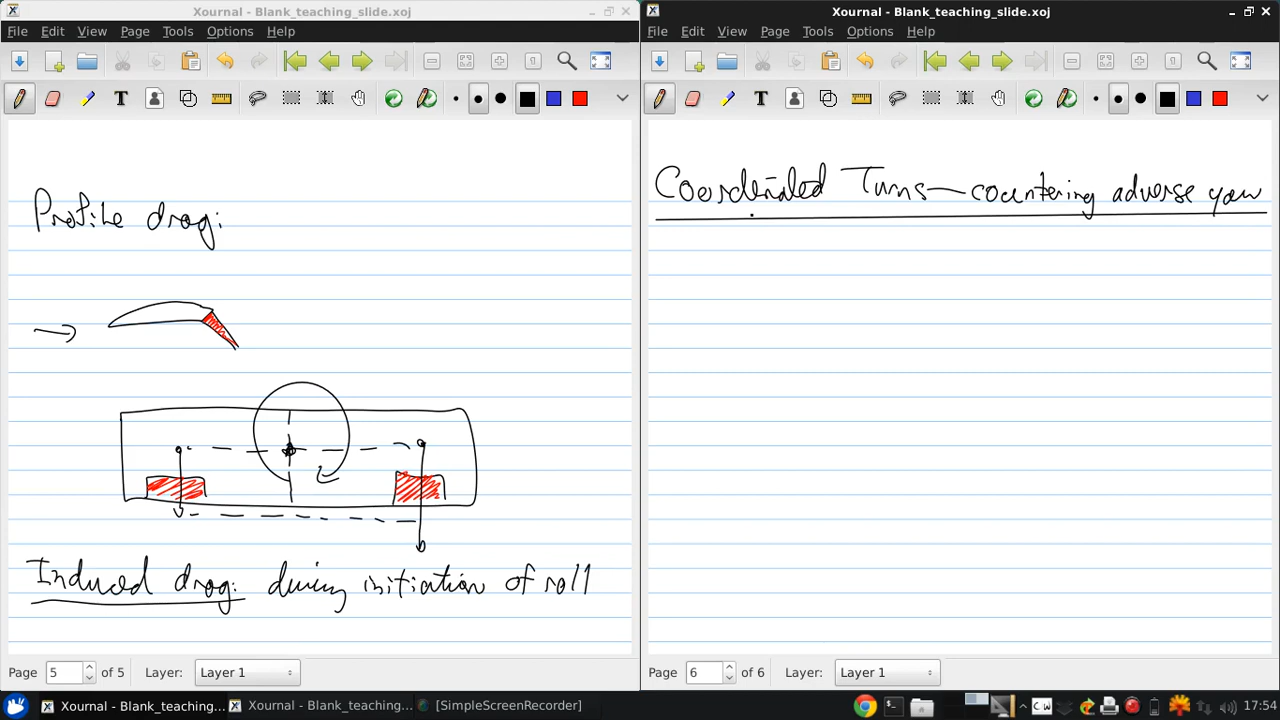 Xournal - Blank_teaching_slide.xoj
File Edit View Page Tools Options Help
Profile drag:
Induced drag: during initiation of roll
Page 5 of 5 Layer: Layer 1
Xournal - Blank_teaching_slide.xoj
File Edit View Page Tools Options Help
Coordinated Turns — countering adverse yaw
Page 6 of 6 Layer: Layer 1
Xournal - Blank_teaching... Xournal - Blank_teaching... [SimpleScreenRecorder] 17:54